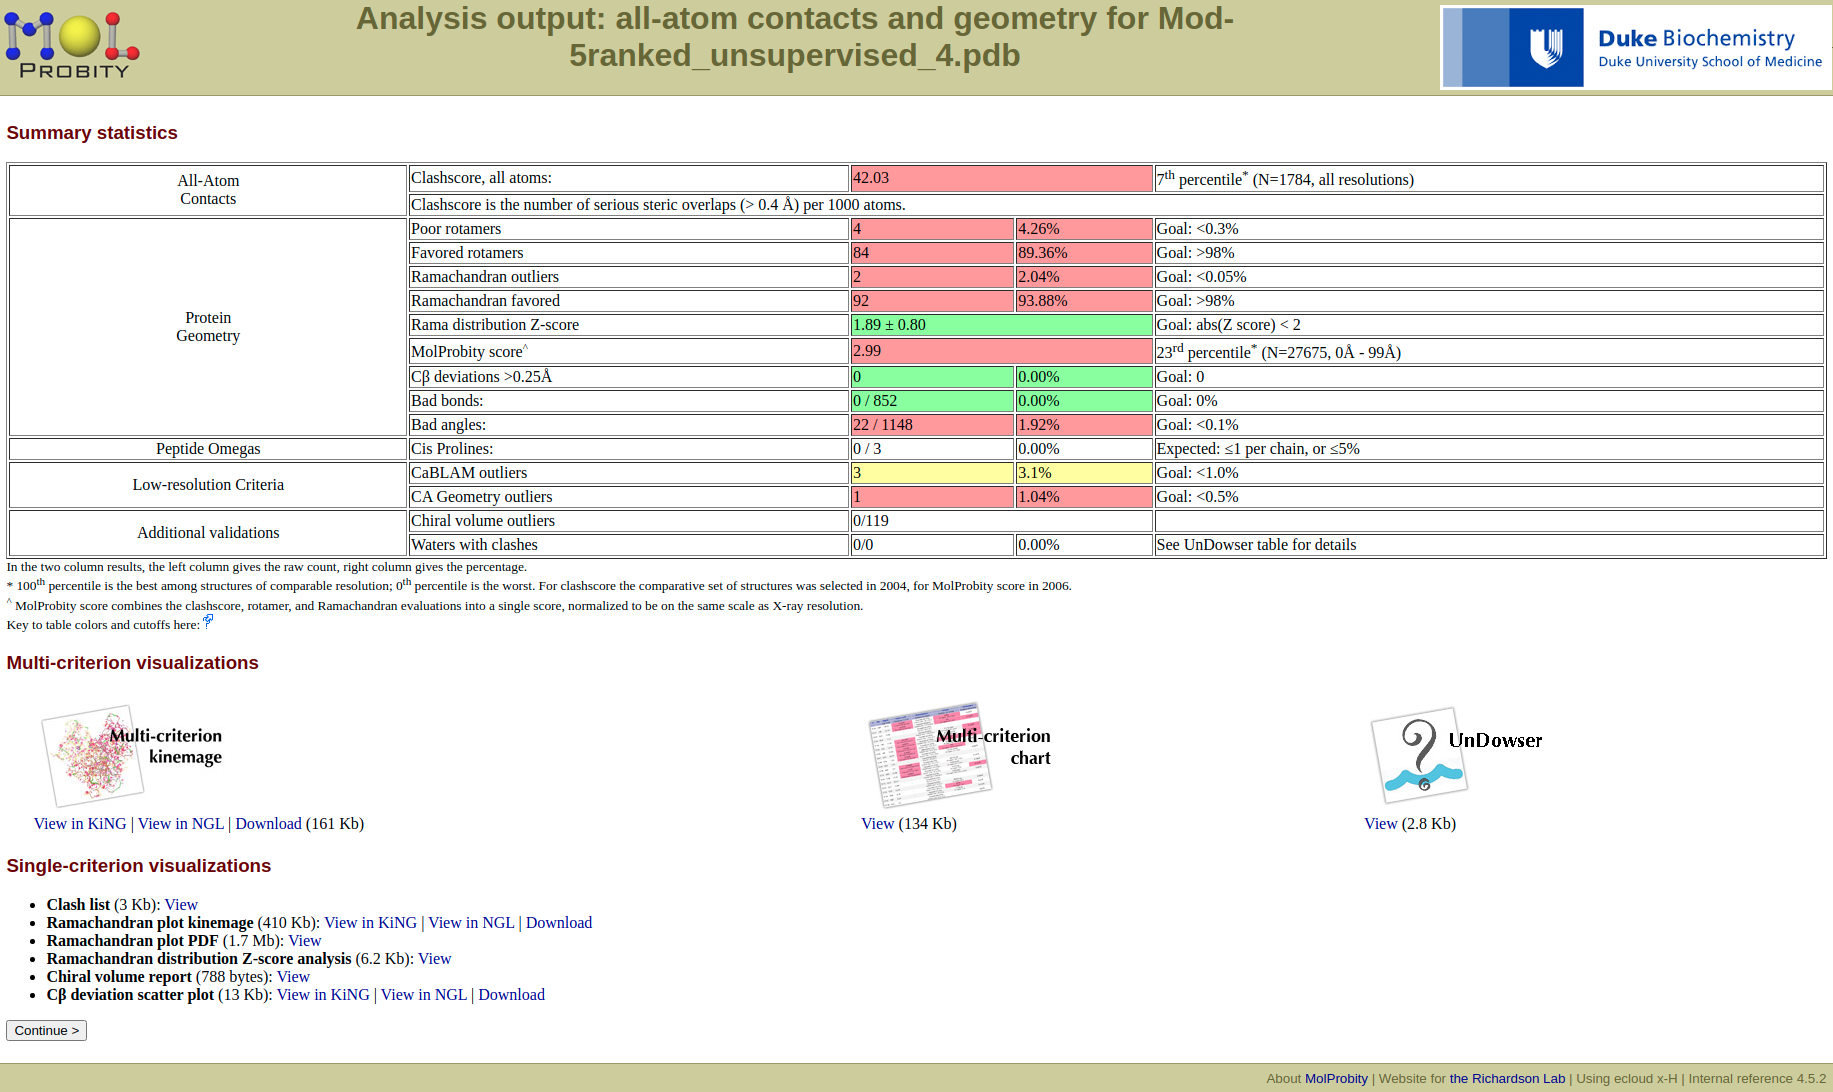 MOL
PROBITY
Analysis output: all-atom contacts and geometry for Mod-
5ranked_unsupervised_4.pdb
Duke Biochemistry
Duke University School of Medicine
Summary statistics
All-Atom
Contacts
Clashscore, all atoms: 42.03 7th percentile* (N=1784, all resolutions)
Clashscore is the number of serious steric overlaps (> 0.4 Å) per 1000 atoms.
Protein
Geometry
Poor rotamers 4 4.26% Goal: <0.3%
Favored rotamers 84 89.36% Goal: >98%
Ramachandran outliers 2 2.04% Goal: <0.05%
Ramachandran favored 92 93.88% Goal: >98%
Rama distribution Z-score 1.89 ± 0.80 Goal: abs(Z score) < 2
MolProbity score^ 2.99 23rd percentile* (N=27675, 0Å - 99Å)
Cβ deviations >0.25Å 0 0.00% Goal: 0
Bad bonds: 0 / 852 0.00% Goal: 0%
Bad angles: 22 / 1148 1.92% Goal: <0.1%
Peptide Omegas Cis Prolines: 0 / 3 0.00% Expected: ≤1 per chain, or ≤5%
Low-resolution Criteria
CaBLAM outliers 3 3.1% Goal: <1.0%
CA Geometry outliers 1 1.04% Goal: <0.5%
Additional validations
Chiral volume outliers 0/119
Waters with clashes 0/0 0.00% See UnDowser table for details
In the two column results, the left column gives the raw count, right column gives the percentage.
* 100th percentile is the best among structures of comparable resolution; 0th percentile is the worst. For clashscore the comparative set of structures was selected in 2004, for MolProbity score in 2006.
^ MolProbity score combines the clashscore, rotamer, and Ramachandran evaluations into a single score, normalized to be on the same scale as X-ray resolution.
Key to table colors and cutoffs here: ?
Multi-criterion visualizations
Multi-criterion
kinemage
Multi-criterion
chart
UnDowser
View in KiNG | View in NGL | Download (161 Kb)
View (134 Kb)
View (2.8 Kb)
Single-criterion visualizations
• Clash list (3 Kb): View
• Ramachandran plot kinemage (410 Kb): View in KiNG | View in NGL | Download
• Ramachandran plot PDF (1.7 Mb): View
• Ramachandran distribution Z-score analysis (6.2 Kb): View
• Chiral volume report (788 bytes): View
• Cβ deviation scatter plot (13 Kb): View in KiNG | View in NGL | Download
Continue >
About MolProbity | Website for the Richardson Lab | Using ecloud x-H | Internal reference 4.5.2